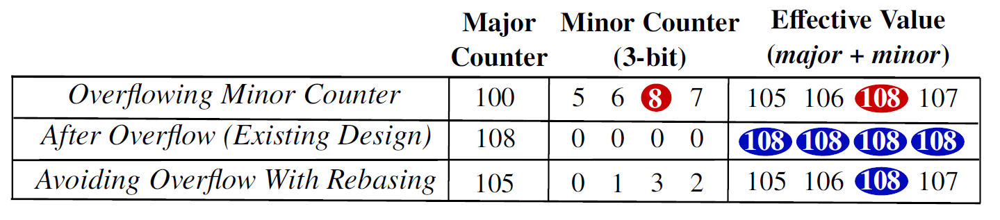 Major Counter Minor Counter (3-bit) Effective Value (major + minor)
Overflowing Minor Counter 100 5 6 8 7 105 106 108 107
After Overflow (Existing Design) 108 0 0 0 0 108 108 108 108
Avoiding Overflow With Rebasing 105 0 1 3 2 105 106 108 107